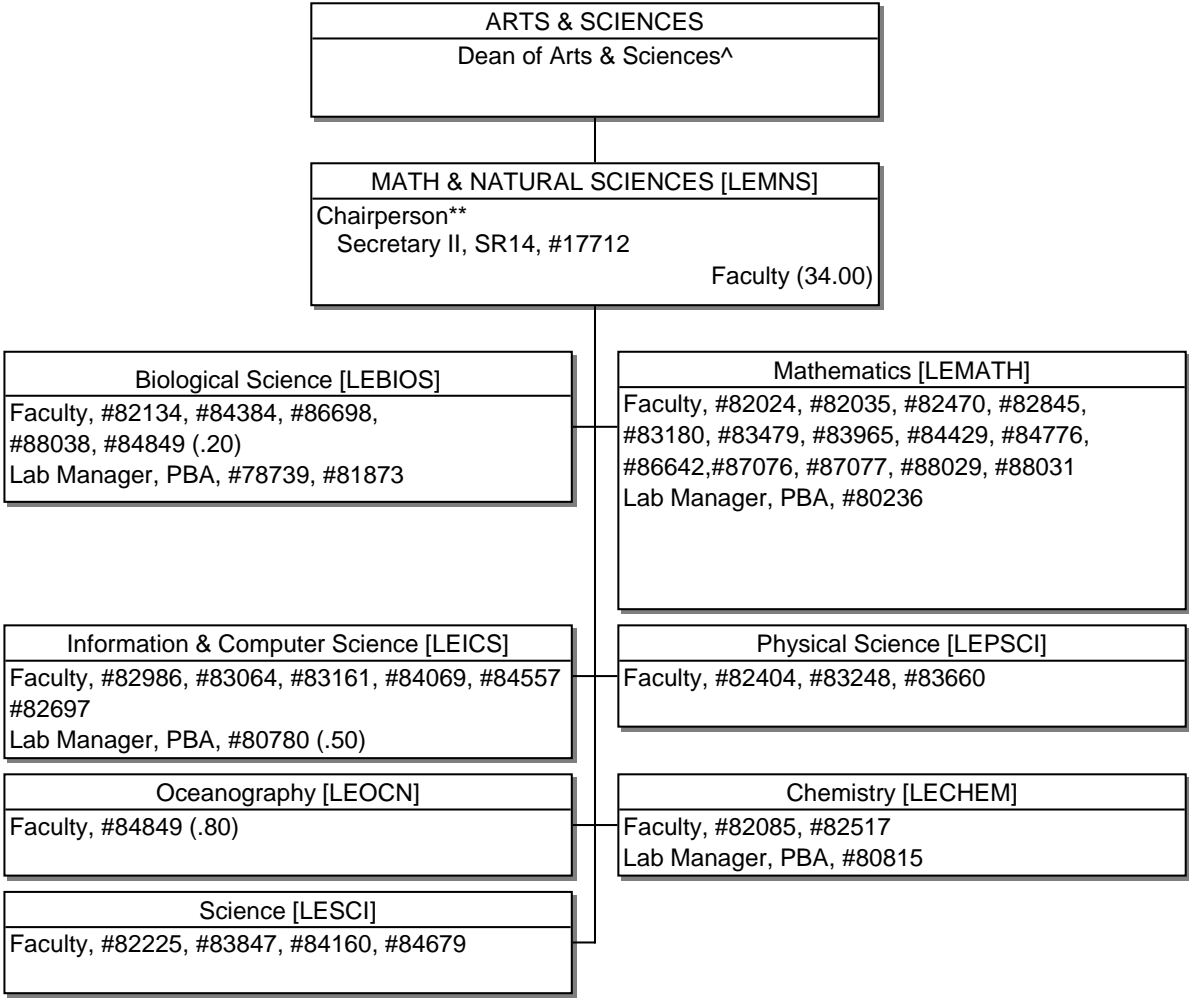 ARTS & SCIENCES
Dean of Arts & Sciences^
MATH & NATURAL SCIENCES [LEMNS]
Chairperson**
Secretary II, SR14, #17712
Faculty (34.00)
Biological Science [LEBIOS]
Faculty, #82134, #84384, #86698,
#88038, #84849 (.20)
Lab Manager, PBA, #78739, #81873
Mathematics [LEMATH]
Faculty, #82024, #82035, #82470, #82845,
#83180, #83479, #83965, #84429, #84776,
#86642,#87076, #87077, #88029, #88031
Lab Manager, PBA, #80236
Information & Computer Science [LEICS]
Faculty, #82986, #83064, #83161, #84069, #84557
#82697
Lab Manager, PBA, #80780 (.50)
Physical Science [LEPSCI]
Faculty, #82404, #83248, #83660
Oceanography [LEOCN]
Faculty, #84849 (.80)
Chemistry [LECHEM]
Faculty, #82085, #82517
Lab Manager, PBA, #80815
Science [LESCI]
Faculty, #82225, #83847, #84160, #84679